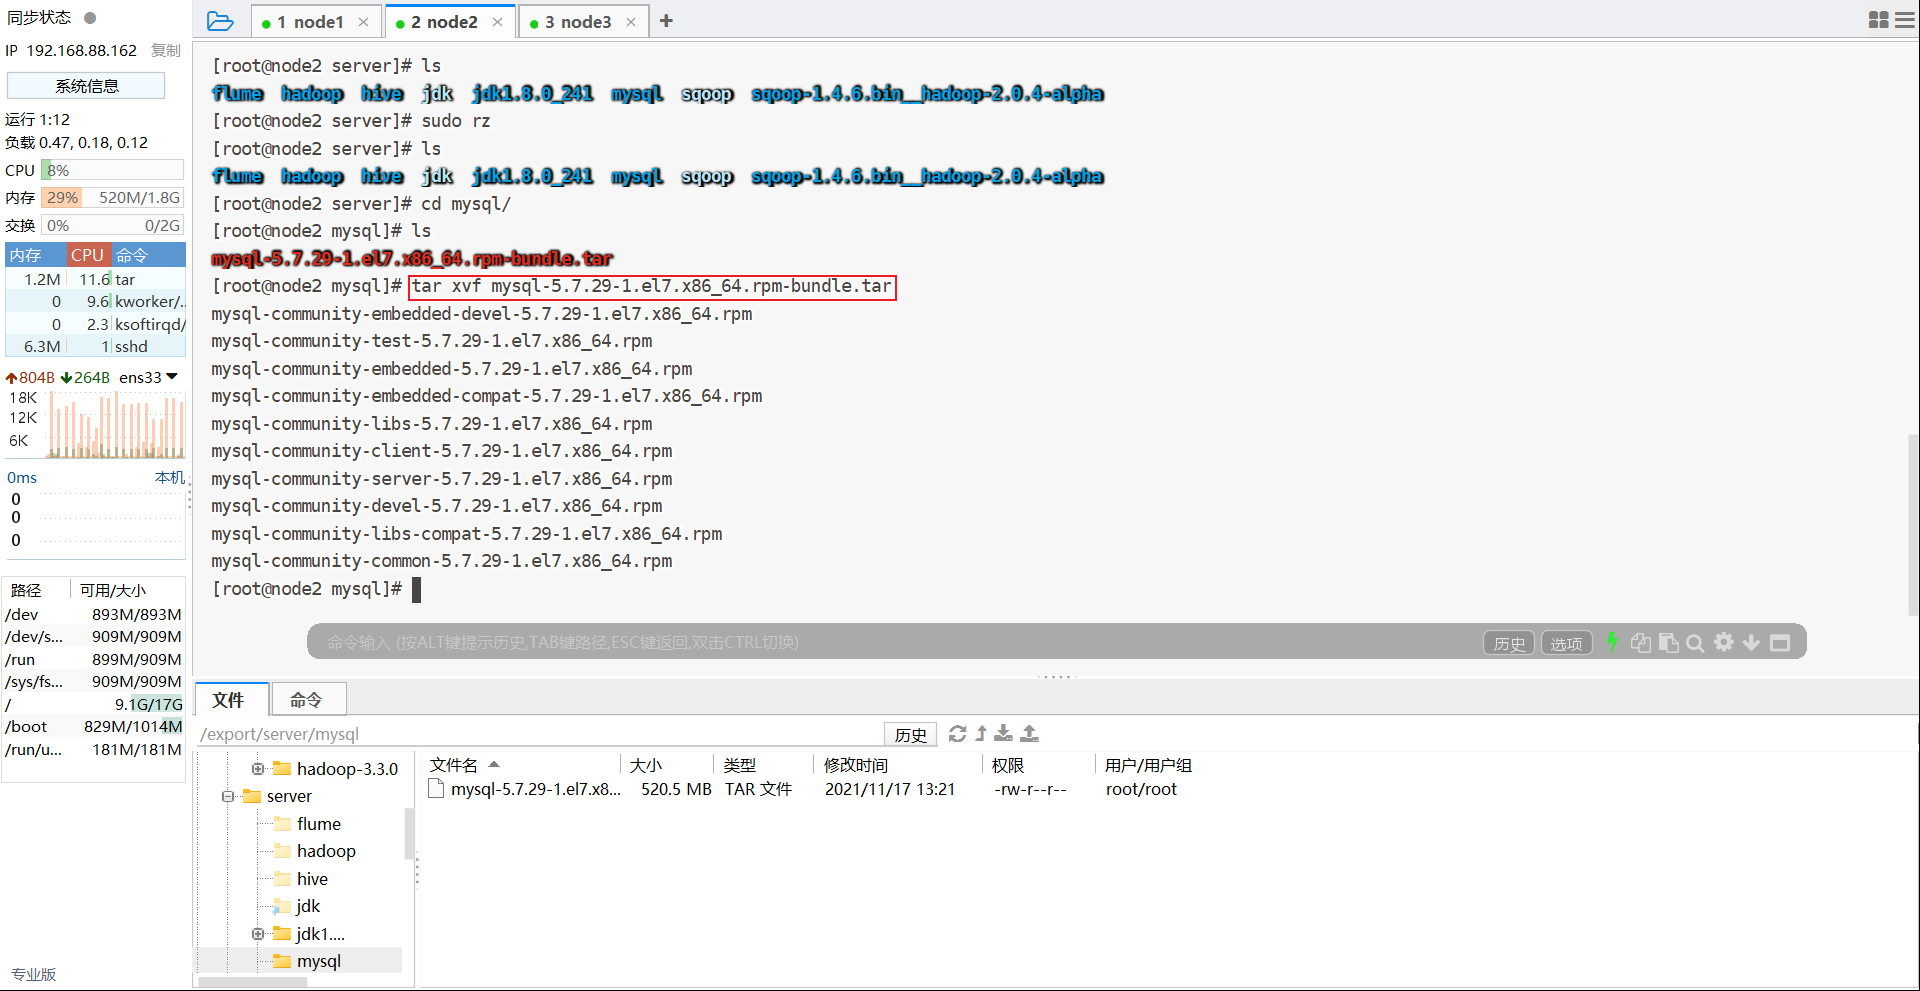 同步状态
IP 192.168.88.162 复制
系统信息
运行 1:12
负载 0.47, 0.18, 0.12
CPU 8%
内存 29% 520M/1.8G
交换 0% 0/2G
内存 CPU 命令
1.2M 11.6 tar
0 9.6 kworker/..
0 2.3 ksoftirqd/
6.3M 1 sshd
804B 264B ens33
18K
12K
6K
0ms 本机
0
0
0
路径 可用/大小
/dev 893M/893M
/dev/s... 909M/909M
/run 899M/909M
/sys/fs... 909M/909M
/ 9.1G/17G
/boot 829M/1014M
/run/u... 181M/181M
专业版
1 node1
2 node2
3 node3
[root@node2 server]# ls
flume hadoop hive jdk jdk1.8.0_241 mysql sqoop sqoop-1.4.6.bin__hadoop-2.0.4-alpha
[root@node2 server]# sudo rz
[root@node2 server]# ls
flume hadoop hive jdk jdk1.8.0_241 mysql sqoop sqoop-1.4.6.bin__hadoop-2.0.4-alpha
[root@node2 server]# cd mysql/
[root@node2 mysql]# ls
mysql-5.7.29-1.el7.x86_64.rpm-bundle.tar
[root@node2 mysql]# tar xvf mysql-5.7.29-1.el7.x86_64.rpm-bundle.tar
mysql-community-embedded-devel-5.7.29-1.el7.x86_64.rpm
mysql-community-test-5.7.29-1.el7.x86_64.rpm
mysql-community-embedded-5.7.29-1.el7.x86_64.rpm
mysql-community-embedded-compat-5.7.29-1.el7.x86_64.rpm
mysql-community-libs-5.7.29-1.el7.x86_64.rpm
mysql-community-client-5.7.29-1.el7.x86_64.rpm
mysql-community-server-5.7.29-1.el7.x86_64.rpm
mysql-community-devel-5.7.29-1.el7.x86_64.rpm
mysql-community-libs-compat-5.7.29-1.el7.x86_64.rpm
mysql-community-common-5.7.29-1.el7.x86_64.rpm
[root@node2 mysql]#
命令输入 (按ALT键提示历史,TAB键路径,ESC键返回,双击CTRL切换) 历史 选项
文件 命令
/export/server/mysql 历史
hadoop-3.3.0
server
flume
hadoop
hive
jdk
jdk1....
mysql
文件名 大小 类型 修改时间 权限 用户/用户组
mysql-5.7.29-1.el7.x8... 520.5 MB TAR 文件 2021/11/17 13:21 -rw-r--r-- root/root